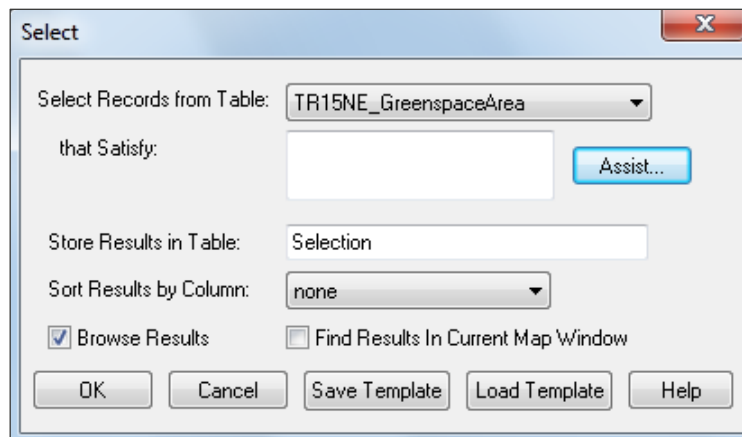 Select
Select Records from Table: TR15NE_GreenspaceArea
that Satisfy:
Assist...
Store Results in Table: Selection
Sort Results by Column: none
Browse Results Find Results In Current Map Window
OK Cancel Save Template Load Template Help